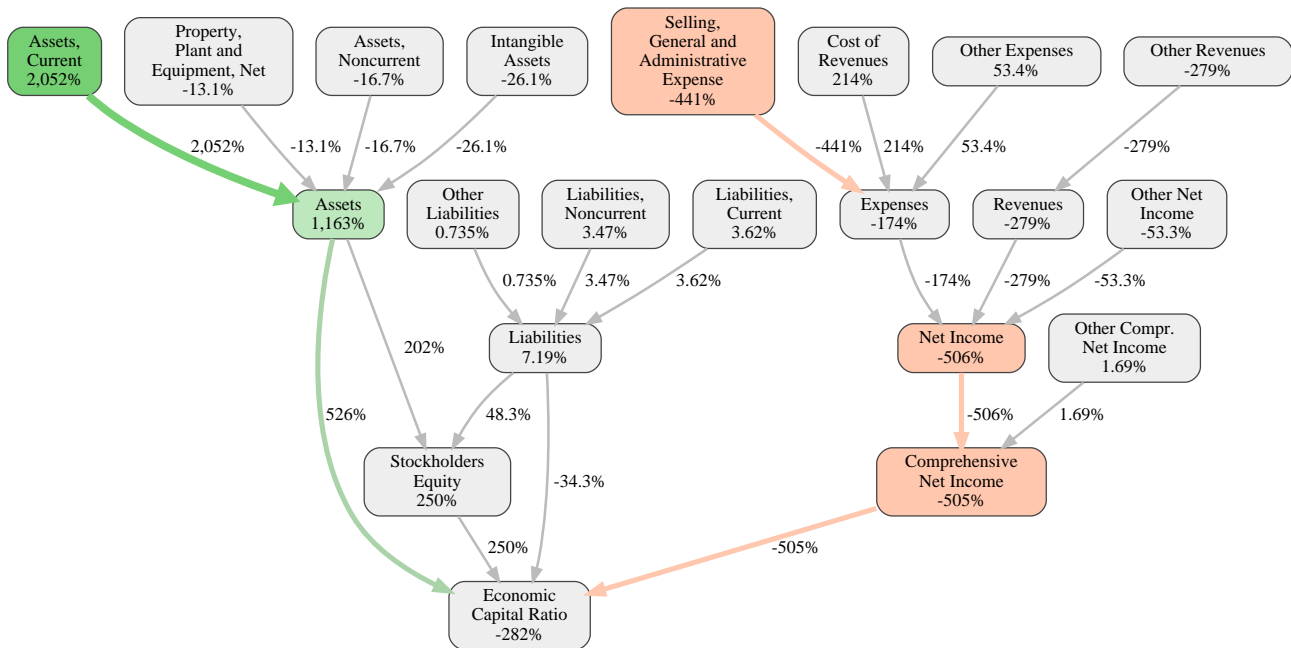 Assets,
Current
2,052%
Property,
Plant and
Equipment, Net
-13.1%
Assets,
Noncurrent
-16.7%
Intangible
Assets
-26.1%
Selling,
General and
Administrative
Expense
-441%
Cost of
Revenues
214%
Other Expenses
53.4%
Other Revenues
-279%
2,052%
-13.1%
-16.7%
-26.1%
-441%
214%
53.4%
-279%
Assets
1,163%
Other
Liabilities
0.735%
Liabilities,
Noncurrent
3.47%
Liabilities,
Current
3.62%
Expenses
-174%
Revenues
-279%
Other Net
Income
-53.3%
0.735%
3.47%
3.62%
-174%
-279%
-53.3%
202%
Liabilities
7.19%
Net Income
-506%
Other Compr.
Net Income
1.69%
526%
48.3%
-506%
1.69%
Stockholders
Equity
250%
-34.3%
Comprehensive
Net Income
-505%
250%
-505%
Economic
Capital Ratio
-282%